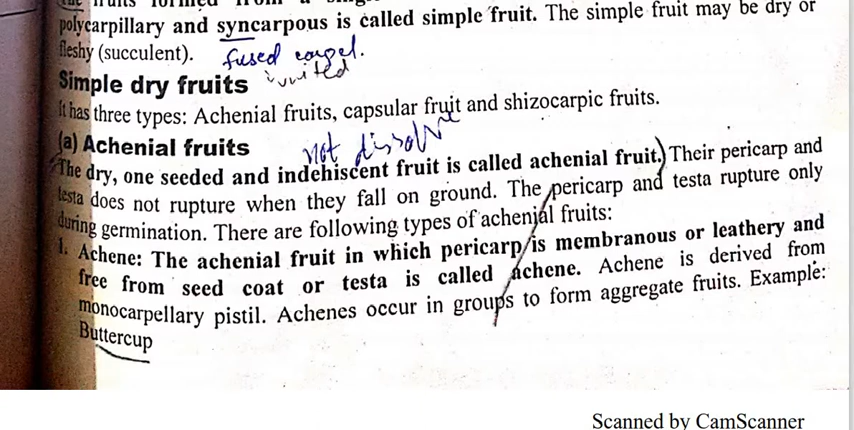 fruits formed from a
polycarpillary and syncarpous is called simple fruit. The simple fruit may be dry or
fleshy (succulent). fused carpel.
united
Simple dry fruits
It has three types: Achenial fruits, capsular fruit and shizocarpic fruits.
not
(a) Achenial fruits
The dry, one seeded and indehiscent fruit is called achenial fruit.) Their pericarp and
testa does not rupture when they fall on ground. The pericarp and testa rupture only
during germination. There are following types of achenial fruits:
1. Achene: The achenial fruit in which pericarp is membranous or leathery and
free from seed coat or testa is called achene. Achene is derived from
monocarpellary pistil. Achenes occur in groups to form aggregate fruits. Example:
Buttercup
Scanned by CamScanner